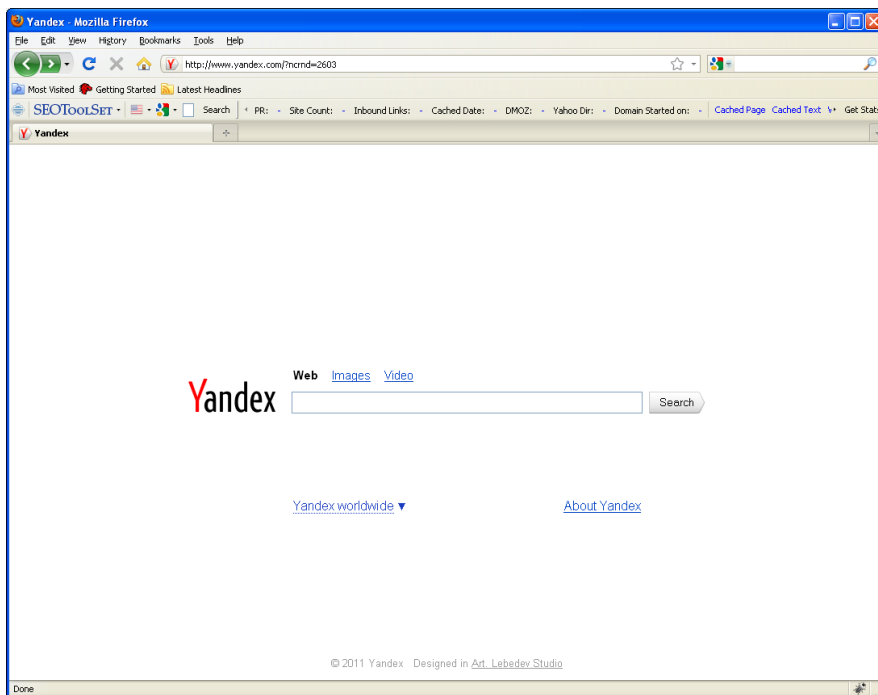 Yandex - Mozilla Firefox
File Edit View History Bookmarks Tools Help
http://www.yandex.com/?ncrnd=2603
Most Visited Getting Started Latest Headlines
SEOToolSet Search PR: - Site Count: - Inbound Links: - Cached Date: - DMOZ: - Yahoo Dir: - Domain Started on: - Cached Page Cached Text Get Stats
Yandex
Web Images Video
Yandex Search
Yandex worldwide ▼ About Yandex
© 2011 Yandex Designed in Art. Lebedev Studio
Done